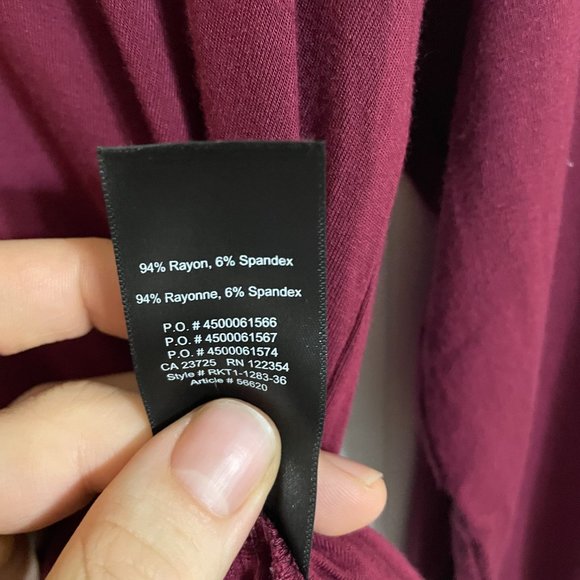 94% Rayon, 6% Spandex
94% Rayonne, 6% Spandex
P.O. # 4500061566
P.O. # 4500061567
P.O. # 4500061574
CA 23725 RN 122354
Style # RKT1-1283-36
Article # 56620